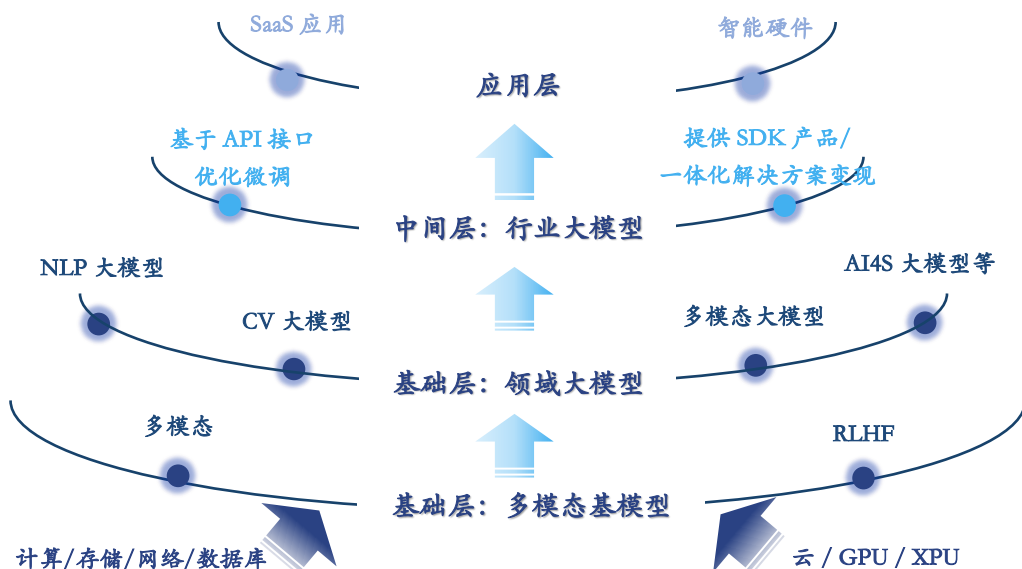 SaaS 应用
智能硬件
应用层
基于 API 接口
优化微调
提供 SDK 产品/
一体化解决方案变现
中间层：行业大模型
NLP 大模型
CV 大模型
多模态大模型
AI4S 大模型等
基础层：领域大模型
多模态
RLHF
基础层：多模态基模型
计算/存储/网络/数据库
云 / GPU / XPU